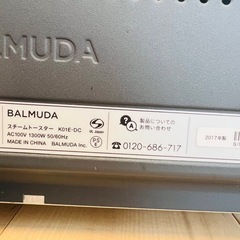 BALMUDA
BALMUDA
スチームトースター K01E-DC
AC100V 1300W 50/60Hz
MADE IN CHINA BALMUDA Inc.
製品についての
お問い合わせ
0120-686-717
2017年製